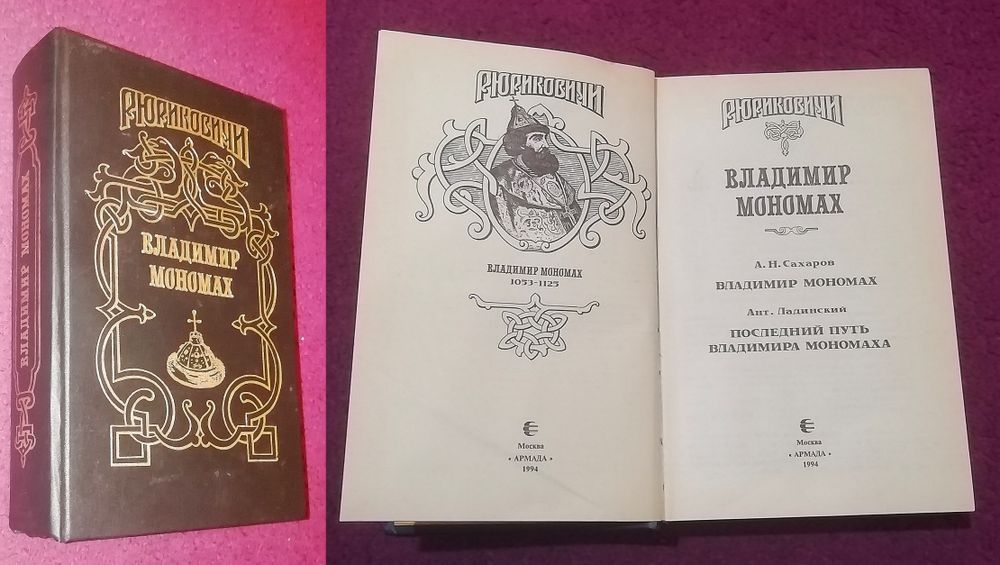 ВЛАДИМИР МОНОМАХ
РЮРИКОВИЧИ
ВЛАДИМИР
МОНОМАХ
РЮРИКОВИЧИ
ВЛАДИМИР МОНОМАХ
1053-1125
Москва
«АРМАДА»
1994
РЮРИКОВИЧИ
ВЛАДИМИР
МОНОМАХ
А. Н. Сахаров
ВЛАДИМИР МОНОМАХ
Ант. Ладинский
ПОСЛЕДНИЙ ПУТЬ
ВЛАДИМИРА МОНОМАХА
Москва
«АРМАДА»
1994